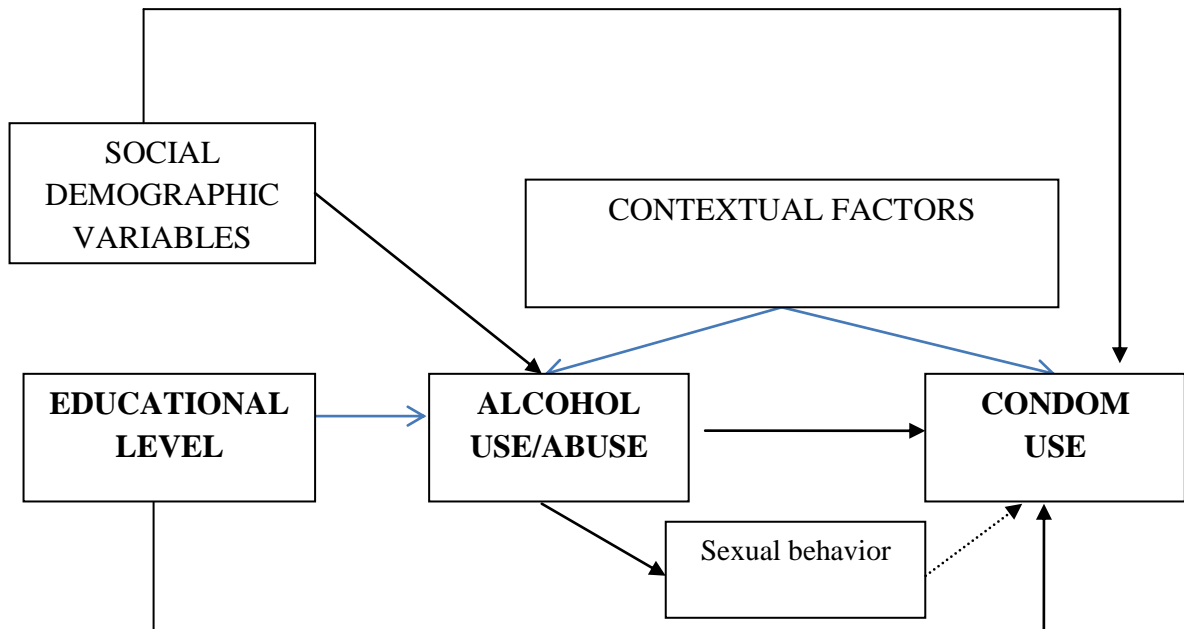 SOCIAL
DEMOGRAPHIC
VARIABLES
CONTEXTUAL FACTORS
EDUCATIONAL
LEVEL
ALCOHOL
USE/ABUSE
CONDOM
USE
Sexual behavior